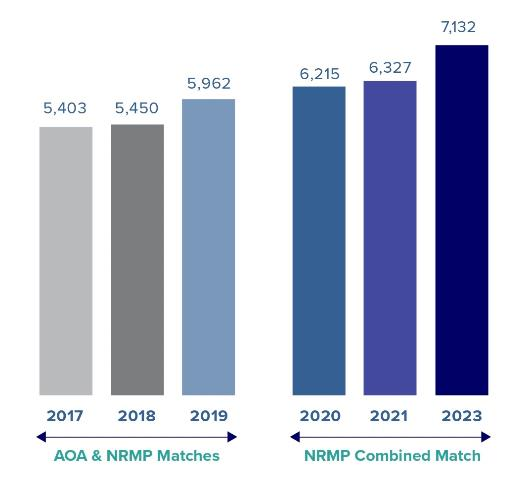 7,132
6,215 6,327
5,962
5,403 5,450
2017 2018 2019 2020 2021 2023
AOA & NRMP Matches NRMP Combined Match